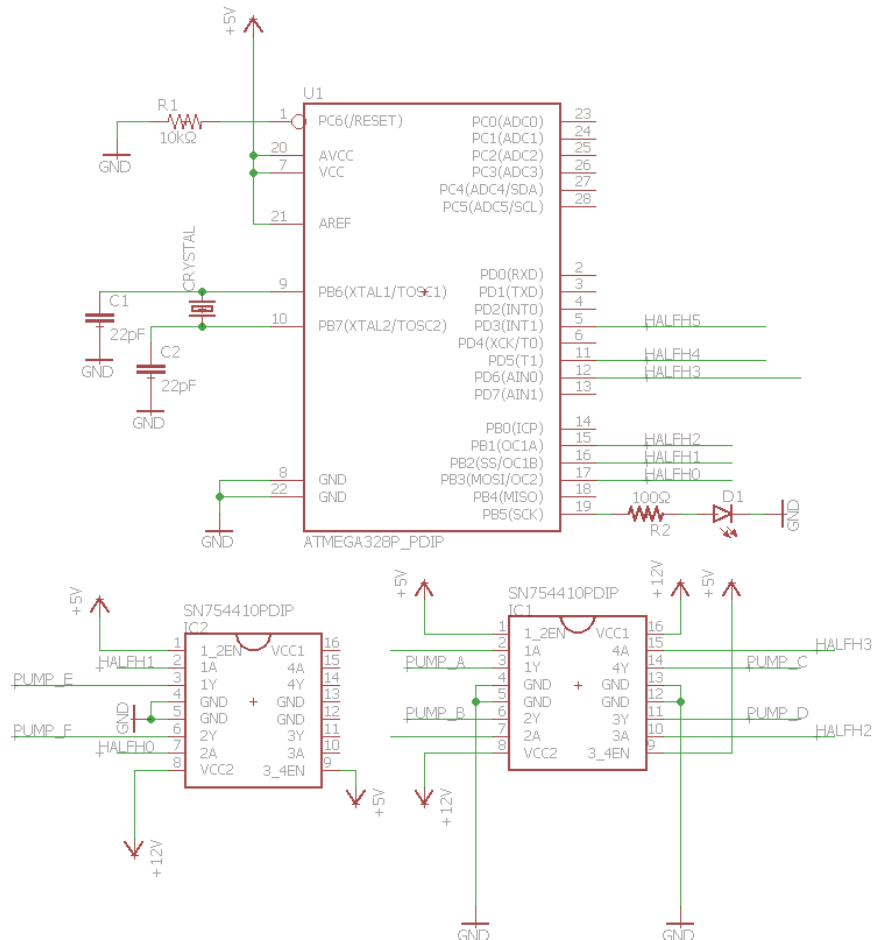 +5V
U1
R1
10kΩ
GND
1 PC6(/RESET)
20 AVCC
7 VCC
21 AREF
CRYSTAL
9 PB6(XTAL1/TOSC1)
10 PB7(XTAL2/TOSC2)
C1
22pF
GND
C2
22pF
GND
8 GND
22 GND
GND
PC0(ADC0) 23
PC1(ADC1) 24
PC2(ADC2) 25
PC3(ADC3) 26
PC4(ADC4/SDA) 27
PC5(ADC5/SCL) 28
PD0(RXD) 2
PD1(TXD) 3
PD2(INT0) 4
PD3(INT1) 5 HALFH5
PD4(XCK/T0) 6
PD5(T1) 11 HALFH4
PD6(AIN0) 12 HALFH3
PD7(AIN1) 13
PB0(ICP) 14
PB1(OC1A) 15 HALFH2
PB2(SS/OC1B) 16 HALFH1
PB3(MOSI/OC2) 17 HALFH0
PB4(MISO) 18
PB5(SCK) 19
100Ω
R2
D1
GND
ATMEGA328P_PDIP
+5V
SN754410PDIP
IC2
1 1_2EN VCC1 16
HALFH1 2 1A 4A 15
PUMP_E 3 1Y 4Y 14
4 GND GND 13
GND 5 GND GND 12
PUMP_F 6 2Y 3Y 11
HALFH0 7 2A 3A 10
8 VCC2 3_4EN 9
+12V
+5V
+5V
SN754410PDIP
IC1
+12V
+5V
1 1_2EN VCC1 16
2 1A 4A 15 HALFH3
PUMP_A 3 1Y 4Y 14 PUMP_C
4 GND GND 13
5 GND GND 12
PUMP_B 6 2Y 3Y 11 PUMP_D
7 2A 3A 10 HALFH2
8 VCC2 3_4EN 9
+12V
GND
GND